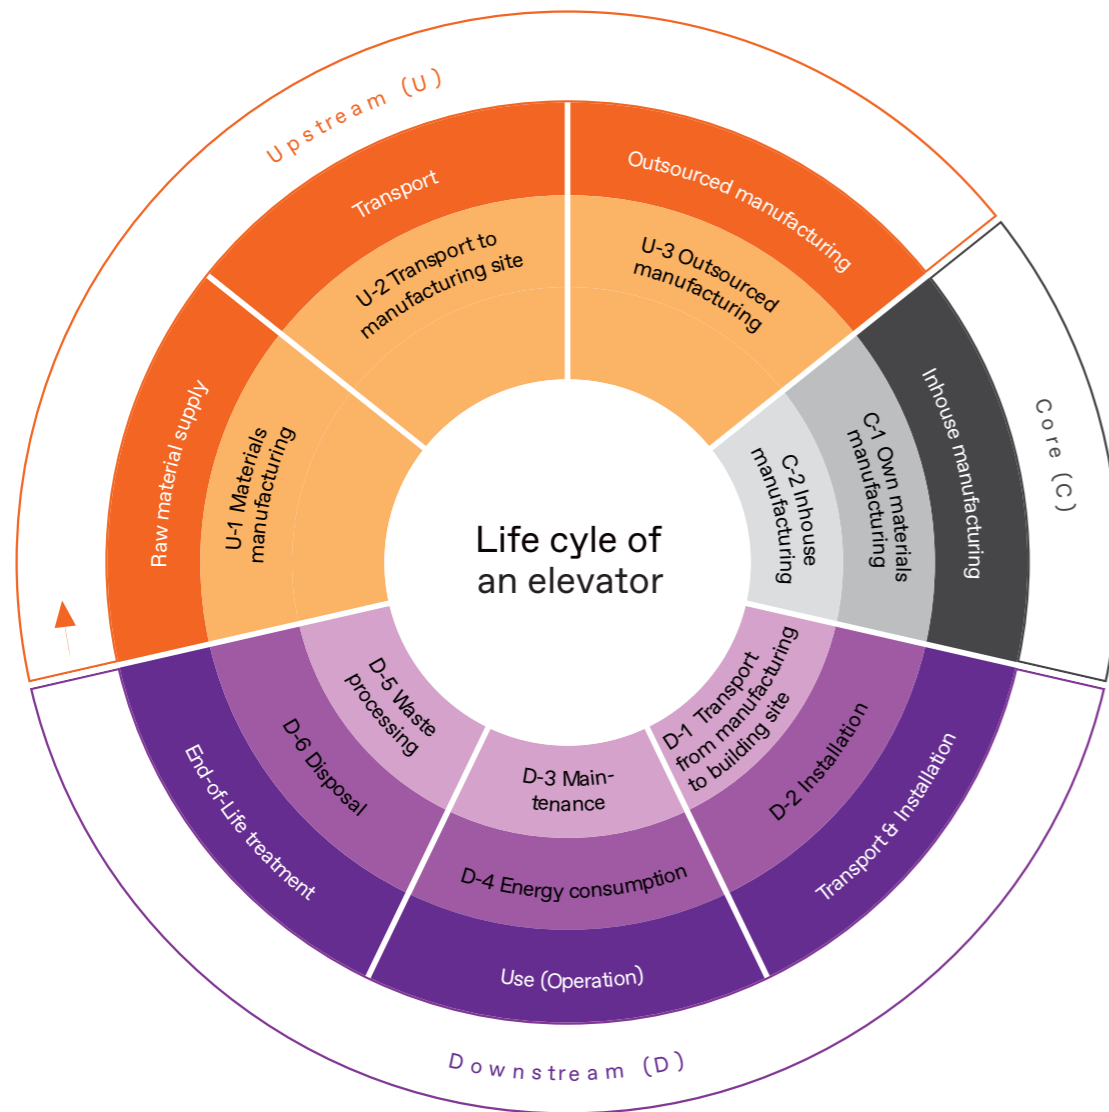 Upstream (U)
Transport
Outsourced manufacturing
U-2 Transport to
manufacturing site
U-3 Outsourced
manufacturing
Raw material supply
U-1 Materials
manufacturing
Core (C)
Inhouse manufacturing
C-1 Own materials
manufacturing
C-2 Inhouse
manufacturing
Life cyle of
an elevator
D-1 Transport
from manufacturing
to building site
D-2 Installation
Transport & Installation
D-3 Main-
tenance
D-4 Energy consumption
Use (Operation)
D-5 Waste
processing
D-6 Disposal
End-of-Life treatment
Downstream (D)